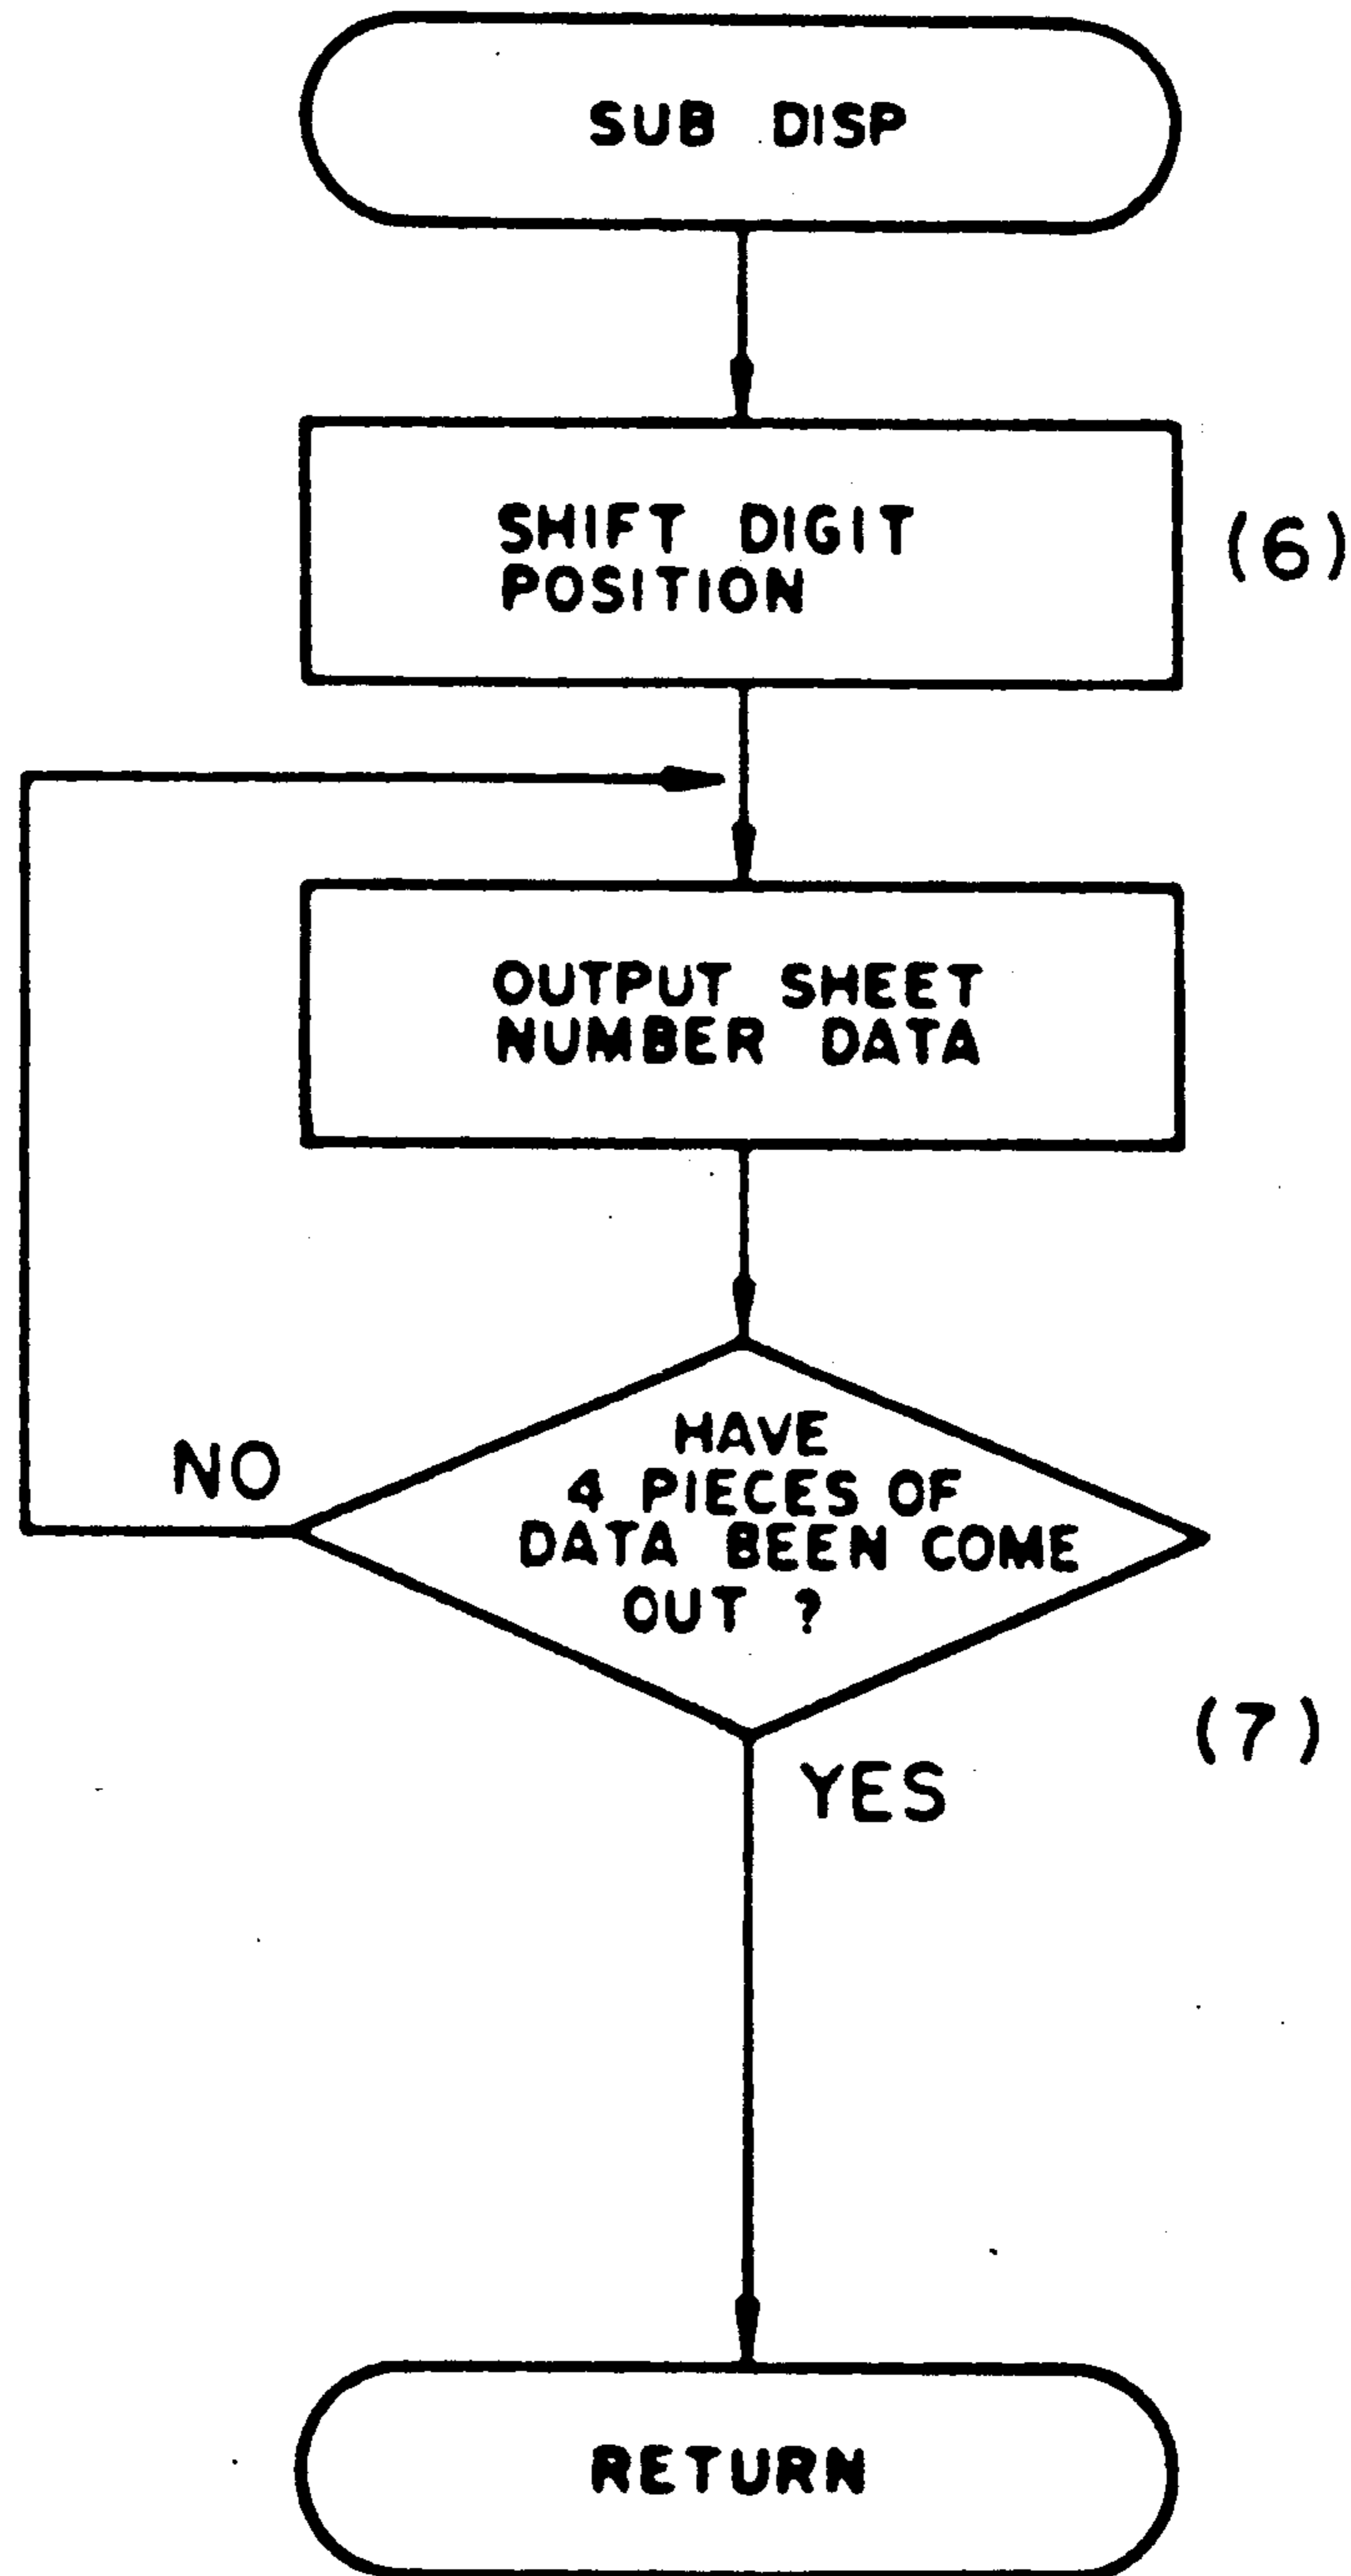 SUB DISP
SHIFT DIGIT
POSITION
(6)
OUTPUT SHEET
NUMBER DATA
HAVE
4 PIECES OF
DATA BEEN COME
OUT ?
NO
(7)
YES
RETURN